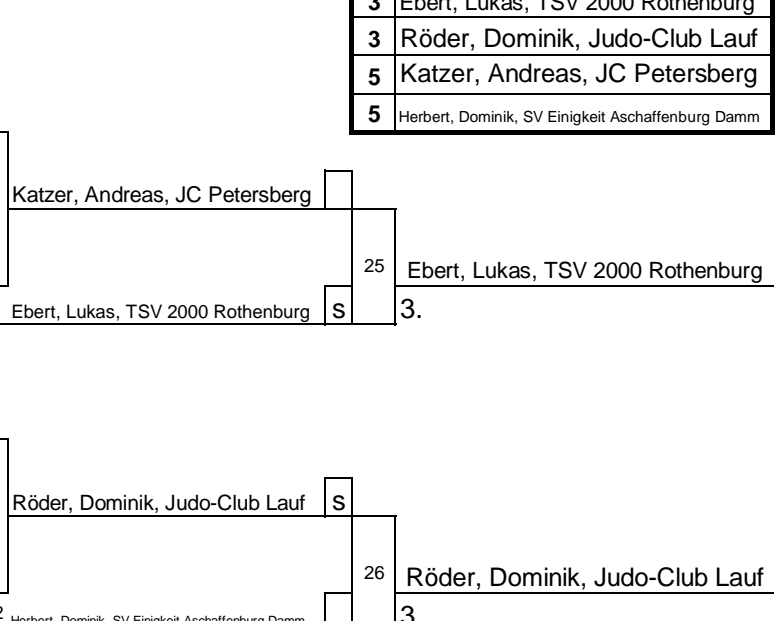 3 Ebert, Lukas, TSV 2000 Rothenburg
3 Röder, Dominik, Judo-Club Lauf
5 Katzer, Andreas, JC Petersberg
5 Herbert, Dominik, SV Einigkeit Aschaffenburg Damm
Katzer, Andreas, JC Petersberg
25 Ebert, Lukas, TSV 2000 Rothenburg
Ebert, Lukas, TSV 2000 Rothenburg S 3.
Röder, Dominik, Judo-Club Lauf S
26 Röder, Dominik, Judo-Club Lauf
2 Herbert, Dominik, SV Einigkeit Aschaffenburg Damm 3